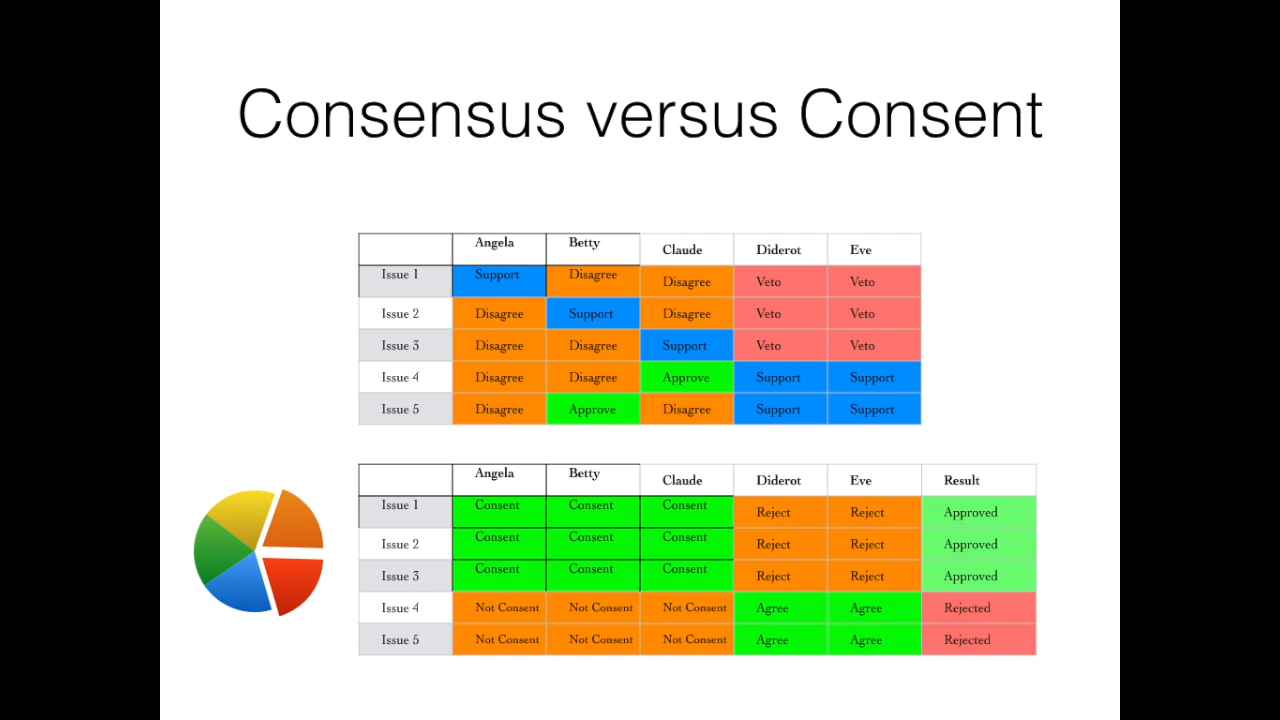 Consensus versus Consent
Angela Betty Claude Diderot Eve
Issue 1 Support Disagree Disagree Veto Veto
Issue 2 Disagree Support Disagree Veto Veto
Issue 3 Disagree Disagree Support Veto Veto
Issue 4 Disagree Disagree Approve Support Support
Issue 5 Disagree Approve Disagree Support Support
Angela Betty Claude Diderot Eve Result
Issue 1 Consent Consent Consent Reject Reject Approved
Issue 2 Consent Consent Consent Reject Reject Approved
Issue 3 Consent Consent Consent Reject Reject Approved
Issue 4 Not Consent Not Consent Not Consent Agree Agree Rejected
Issue 5 Not Consent Not Consent Not Consent Agree Agree Rejected